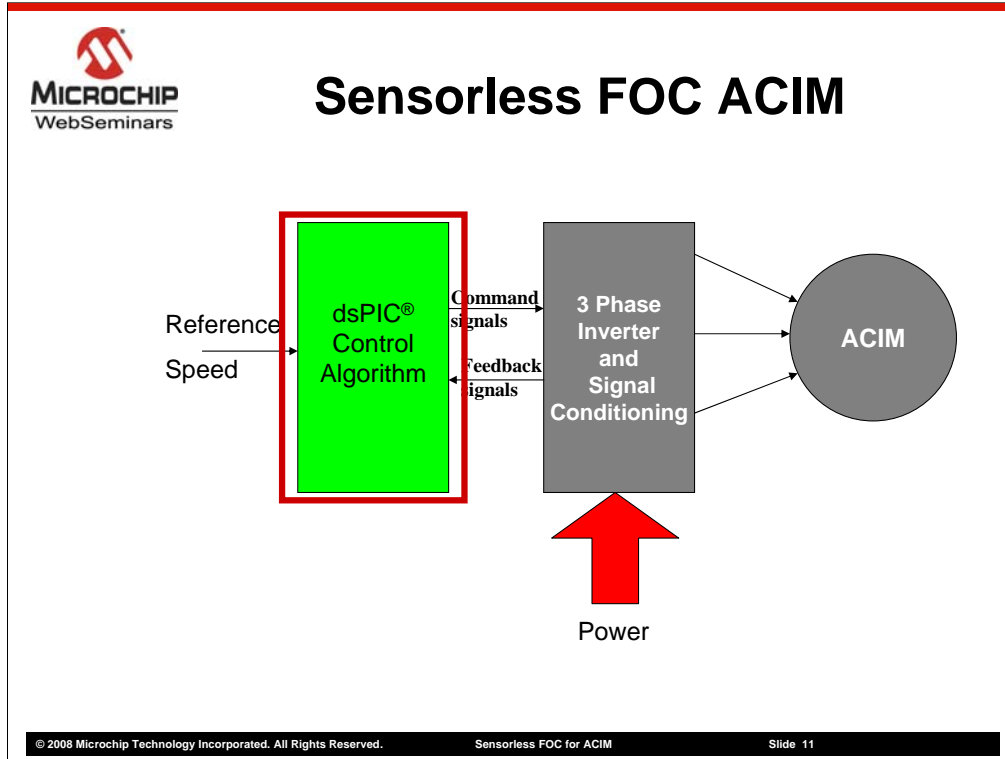 MICROCHIP
WebSeminars
Sensorless FOC ACIM
Reference
Speed
dsPIC®
Control
Algorithm
Command
signals
Feedback
signals
3 Phase
Inverter
and
Signal
Conditioning
ACIM
Power
© 2008 Microchip Technology Incorporated. All Rights Reserved. Sensorless FOC for ACIM Slide 11